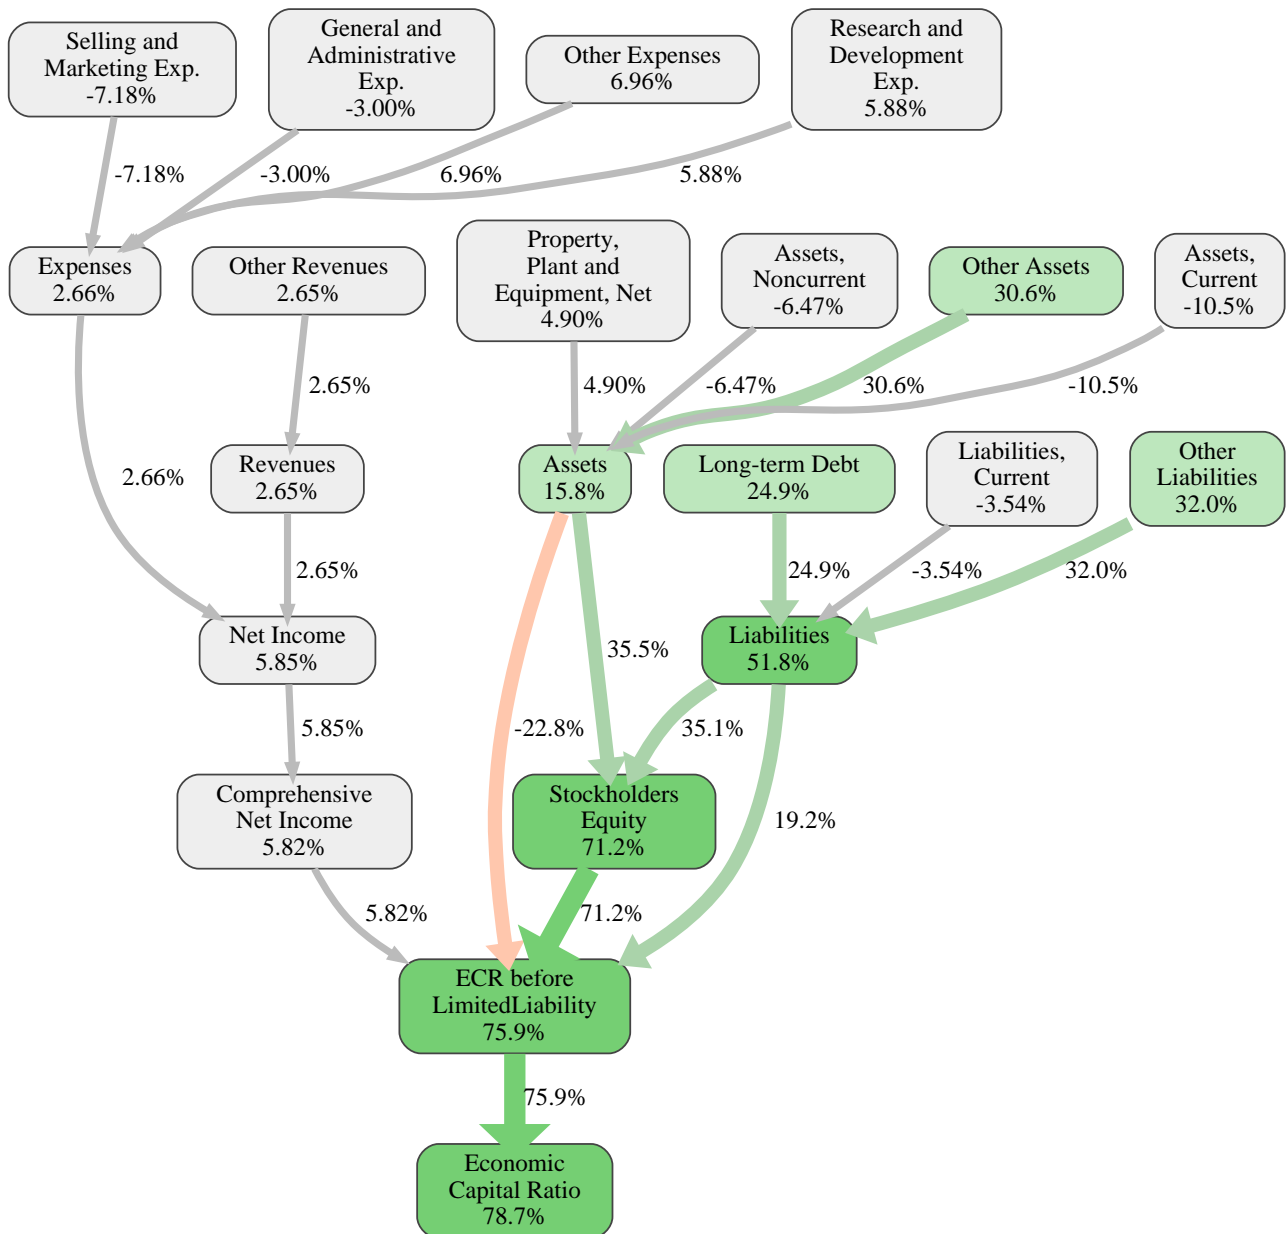 Selling and
Marketing Exp.
-7.18%
General and
Administrative
Exp.
-3.00%
Other Expenses
6.96%
Research and
Development
Exp.
5.88%
-7.18%
-3.00%
6.96%
5.88%
Expenses
2.66%
Other Revenues
2.65%
Property,
Plant and
Equipment, Net
4.90%
Assets,
Noncurrent
-6.47%
Other Assets
30.6%
Assets,
Current
-10.5%
2.65%
4.90%
-6.47%
30.6%
-10.5%
2.66%
Revenues
2.65%
Assets
15.8%
Long-term Debt
24.9%
Liabilities,
Current
-3.54%
Other
Liabilities
32.0%
2.65%
24.9%
-3.54%
32.0%
Net Income
5.85%
35.5%
Liabilities
51.8%
5.85%
-22.8%
35.1%
Comprehensive
Net Income
5.82%
Stockholders
Equity
71.2%
19.2%
5.82%
71.2%
ECR before
LimitedLiability
75.9%
75.9%
Economic
Capital Ratio
78.7%